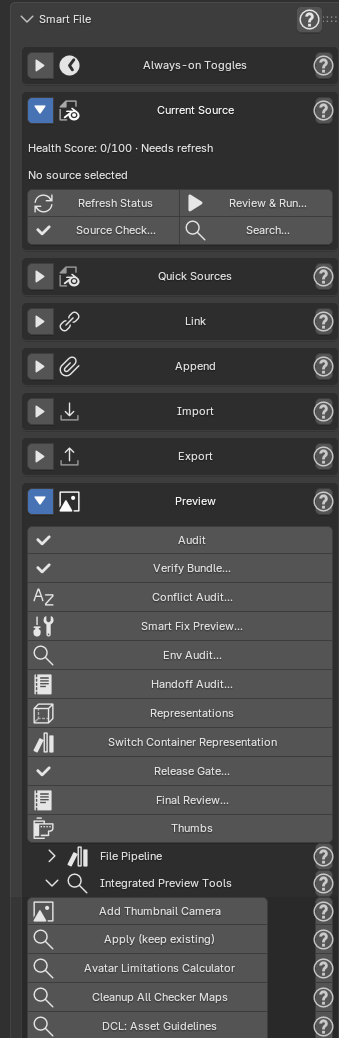 Smart File
Always-on Toggles
Current Source
Health Score: 0/100 · Needs refresh
No source selected
Refresh Status
Review & Run...
Source Check...
Search...
Quick Sources
Link
Append
Import
Export
Preview
Audit
Verify Bundle...
Conflict Audit...
Smart Fix Preview...
Env Audit...
Handoff Audit...
Representations
Switch Container Representation
Release Gate...
Final Review...
Thumbs
File Pipeline
Integrated Preview Tools
Add Thumbnail Camera
Apply (keep existing)
Avatar Limitations Calculator
Cleanup All Checker Maps
DCL: Asset Guidelines